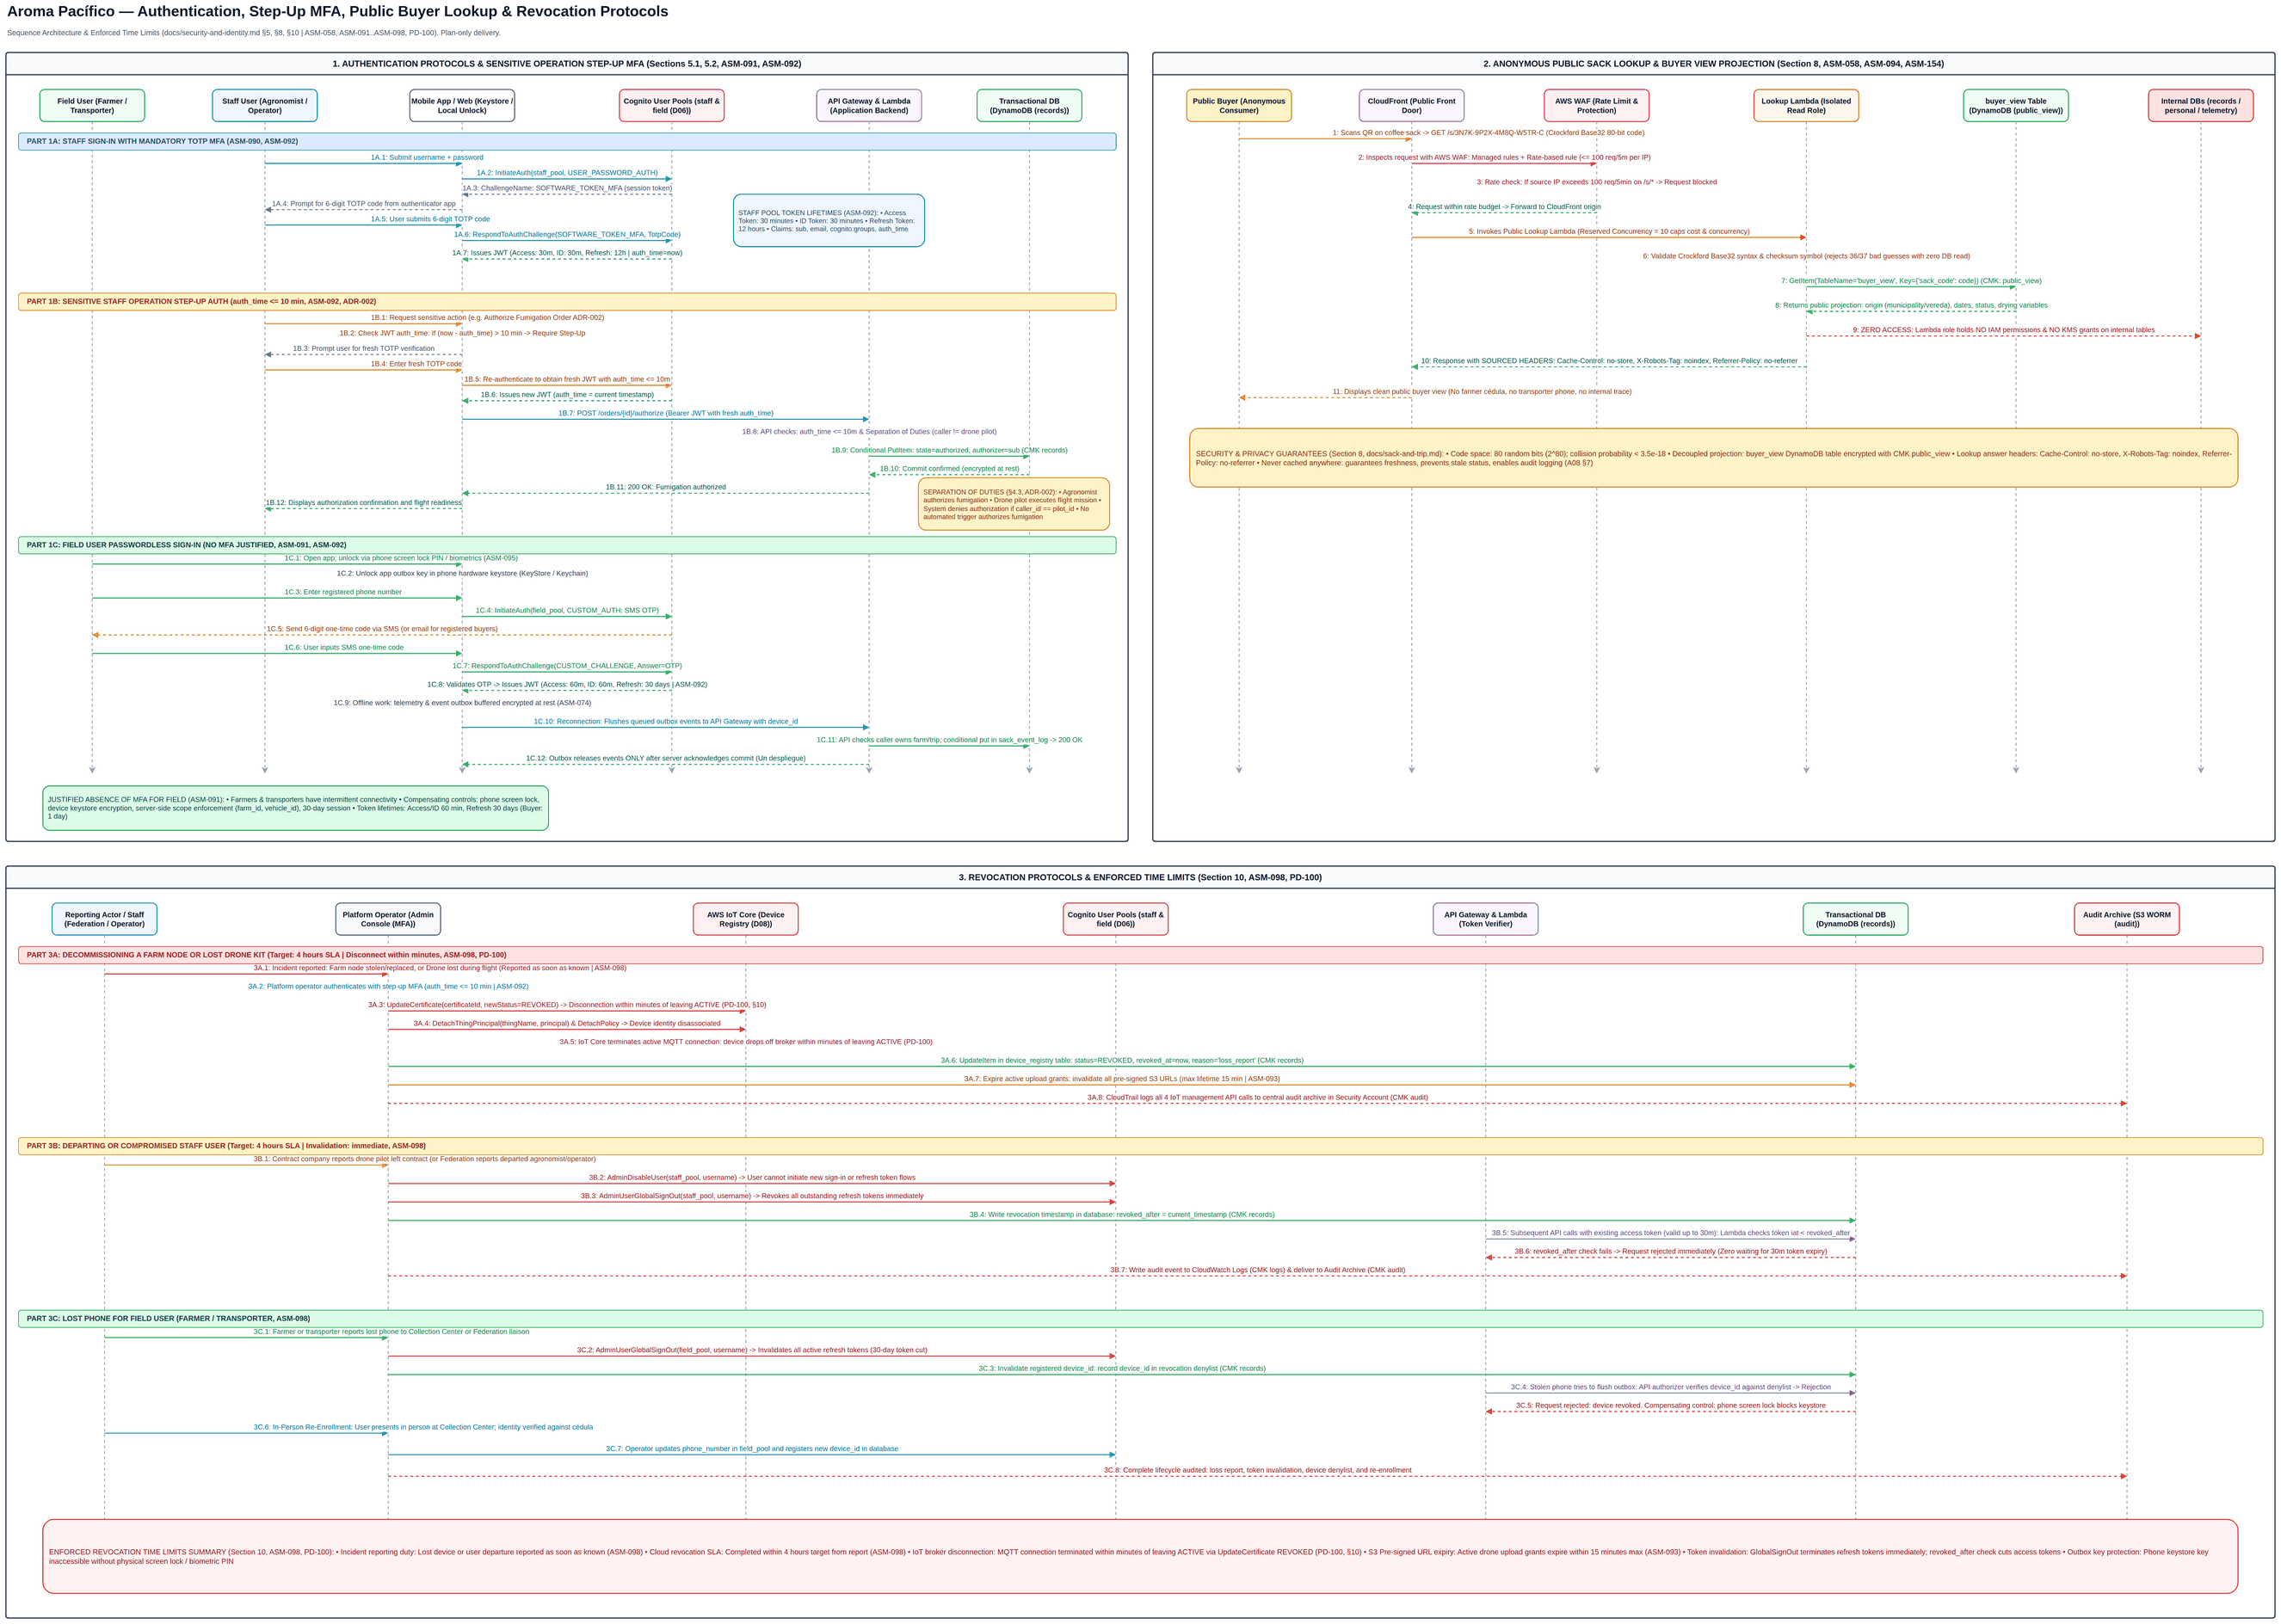 Aroma Pacífico — Authentication, Step-Up MFA, Public Buyer Lookup & Revocation Protocols
Sequence Architecture & Enforced Time Limits (docs/security-and-identity.md §5, §8, §10 | ASM-058, ASM-091..ASM-098, PD-100). Plan-only delivery.
1. AUTHENTICATION PROTOCOLS & SENSITIVE OPERATION STEP-UP MFA (Sections 5.1, 5.2, ASM-091, ASM-092)
Field User (Farmer /
Transporter)
Staff User (Agronomist /
Operator)
Mobile App / Web (Keystore /
Local Unlock)
Cognito User Pools (staff &
field (D06))
API Gateway & Lambda
(Application Backend)
Transactional DB
(DynamoDB (records))
PART 1A: STAFF SIGN-IN WITH MANDATORY TOTP MFA (ASM-090, ASM-092)
1A.1: Submit username + password
1A.2: InitiateAuth(staff_pool, USER_PASSWORD_AUTH)
1A.3: ChallengeName: SOFTWARE_TOKEN_MFA (session token)
1A.4: Prompt for 6-digit TOTP code from authenticator app
1A.5: User submits 6-digit TOTP code
1A.6: RespondToAuthChallenge(SOFTWARE_TOKEN_MFA, TotpCode)
1A.7: Issues JWT (Access: 30m, ID: 30m, Refresh: 12h | auth_time=now)
STAFF POOL TOKEN LIFETIMES (ASM-092): • Access
Token: 30 minutes • ID Token: 30 minutes • Refresh Token:
12 hours • Claims: sub, email, cognito:groups, auth_time
PART 1B: SENSITIVE STAFF OPERATION STEP-UP AUTH (auth_time <= 10 min, ASM-092, ADR-002)
1B.1: Request sensitive action (e.g. Authorize Fumigation Order ADR-002)
1B.2: Check JWT auth_time: If (now - auth_time) > 10 min -> Require Step-Up
1B.3: Prompt user for fresh TOTP verification
1B.4: Enter fresh TOTP code
1B.5: Re-authenticate to obtain fresh JWT with auth_time <= 10m
1B.6: Issues new JWT (auth_time = current timestamp)
1B.7: POST /orders/{id}/authorize (Bearer JWT with fresh auth_time)
1B.8: API checks: auth_time <= 10m & Separation of Duties (caller != drone pilot)
1B.9: Conditional PutItem: state=authorized, authorizer=sub (CMK records)
1B.10: Commit confirmed (encrypted at rest)
1B.11: 200 OK: Fumigation authorized
1B.12: Displays authorization confirmation and flight readiness
SEPARATION OF DUTIES (§4.3, ADR-002): • Agronomist
authorizes fumigation • Drone pilot executes flight mission •
System denies authorization if caller_id == pilot_id • No
automated trigger authorizes fumigation
PART 1C: FIELD USER PASSWORDLESS SIGN-IN (NO MFA JUSTIFIED, ASM-091, ASM-092)
1C.1: Open app; unlock via phone screen lock PIN / biometrics (ASM-095)
1C.2: Unlock app outbox key in phone hardware keystore (KeyStore / Keychain)
1C.3: Enter registered phone number
1C.4: InitiateAuth(field_pool, CUSTOM_AUTH: SMS OTP)
1C.5: Send 6-digit one-time code via SMS (or email for registered buyers)
1C.6: User inputs SMS one-time code
1C.7: RespondToAuthChallenge(CUSTOM_CHALLENGE, Answer=OTP)
1C.8: Validates OTP -> Issues JWT (Access: 60m, ID: 60m, Refresh: 30 days | ASM-092)
1C.9: Offline work: telemetry & event outbox buffered encrypted at rest (ASM-074)
1C.10: Reconnection: Flushes queued outbox events to API Gateway with device_id
1C.11: API checks caller owns farm/trip; conditional put in sack_event_log -> 200 OK
1C.12: Outbox releases events ONLY after server acknowledges commit (Un despliegue)
JUSTIFIED ABSENCE OF MFA FOR FIELD (ASM-091): • Farmers & transporters have intermittent connectivity • Compensating controls: phone screen lock,
device keystore encryption, server-side scope enforcement (farm_id, vehicle_id), 30-day session • Token lifetimes: Access/ID 60 min, Refresh 30 days (Buyer:
1 day)
2. ANONYMOUS PUBLIC SACK LOOKUP & BUYER VIEW PROJECTION (Section 8, ASM-058, ASM-094, ASM-154)
Public Buyer (Anonymous
Consumer)
CloudFront (Public Front
Door)
AWS WAF (Rate Limit &
Protection)
Lookup Lambda (Isolated
Read Role)
buyer_view Table
(DynamoDB (public_view))
Internal DBs (records /
personal / telemetry)
1: Scans QR on coffee sack -> GET /s/3N7K-9P2X-4M8Q-W5TR-C (Crockford Base32 80-bit code)
2: Inspects request with AWS WAF: Managed rules + Rate-based rule (<= 100 req/5m per IP)
3: Rate check: If source IP exceeds 100 req/5min on /s/* -> Request blocked
4: Request within rate budget -> Forward to CloudFront origin
5: Invokes Public Lookup Lambda (Reserved Concurrence = 10 caps cost & concurrency)
6: Validate Crockford Base32 syntax & checksum symbol (rejects 36/37 bad guesses with zero DB read)
7: GetItem(TableName='buyer_view', Key={'sack_code': code}) (CMK: public_view)
8: Returns public projection: origin (municipality/vereda), dates, status, drying variables
9: ZERO ACCESS: Lambda role holds NO IAM permissions & NO KMS grants on internal tables
10: Response with SOURCED HEADERS: Cache-Control: no-store, X-Robots-Tag: noindex, Referrer-Policy: no-referrer
11: Displays clean public buyer view (No farmer cédula, no transporter phone, no internal trace)
SECURITY & PRIVACY GUARANTEES (Section 8, docs/sack-and-trip.md): • Code space: 80 random bits (2^80); collision probability < 3.5e-18 • Decoupled projection: buyer_view DynamoDB table encrypted with CMK public_view • Lookup answer headers: Cache-Control: no-store, X-Robots-Tag: noindex, Referrer-
Policy: no-referrer • Never cached anywhere: guarantees freshness, prevents stale status, enables audit logging (A08 §7)
3. REVOCATION PROTOCOLS & ENFORCED TIME LIMITS (Section 10, ASM-098, PD-100)
Reporting Actor / Staff
(Federation / Operator)
Platform Operator (Admin
Console (MFA))
AWS IoT Core (Device
Registry (D08))
Cognito User Pools (staff &
field (D06))
API Gateway & Lambda
(Token Verifier)
Transactional DB
(DynamoDB (records))
Audit Archive (S3 WORM
(audit))
PART 3A: DECOMMISSIONING A FARM NODE OR LOST DRONE KIT (Target: 4 hours SLA | Disconnect within minutes, ASM-098, PD-100)
3A.1: Incident reported: Farm node stolen/replaced, or Drone lost during flight (Reported as soon as known | ASM-098)
3A.2: Platform operator authenticates with step-up MFA (auth_time <= 10 min | ASM-092)
3A.3: UpdateCertificate(certificateId, newStatus=REVOKED) -> Disconnection within minutes of leaving ACTIVE (PD-100, §10)
3A.4: DetachThingPrincipal(thingName, principal) & DetachPolicy -> Device identity disassociated
3A.5: IoT Core terminates active MQTT connection: device drops off broker within minutes of leaving ACTIVE (PD-100)
3A.6: UpdateItem in device_registry table: status=REVOKED, revoked_at=now, reason='loss_report' (CMK records)
3A.7: Expire active upload grants: invalidate all pre-signed S3 URLs (max lifetime 15 min | ASM-093)
3A.8: CloudTrail logs all 4 IoT management API calls to central audit archive in Security Account (CMK audit)
PART 3B: DEPARTING OR COMPROMISED STAFF USER (Target: 4 hours SLA | Invalidation: immediate, ASM-098)
3B.1: Contract company reports drone pilot left contract (or Federation reports departed agronomist/operator)
3B.2: AdminDisableUser(staff_pool, username) -> User cannot initiate new sign-in or refresh token flows
3B.3: AdminUserGlobalSignOut(staff_pool, username) -> Revokes all outstanding refresh tokens immediately
3B.4: Write revocation timestamp in database: revoked_after = current_timestamp (CMK records)
3B.5: Subsequent API calls with existing access token (valid up to 30m): Lambda checks token iat < revoked_after
3B.6: revoked_after check fails -> Request rejected immediately (Zero waiting for 30m token expiry)
3B.7: Write audit event to CloudWatch Logs (CMK logs) & deliver to Audit Archive (CMK audit)
PART 3C: LOST PHONE FOR FIELD USER (FARMER / TRANSPORTER, ASM-098)
3C.1: Farmer or transporter reports lost phone to Collection Center or Federation liaison
3C.2: AdminUserGlobalSignOut(field_pool, username) -> Invalidates all active refresh tokens (30-day token cut)
3C.3: Invalidate registered device_id: record device_id in revocation denylist (CMK records)
3C.4: Stolen phone tries to flush outbox: API authorizer verifies device_id against denylist -> Rejection
3C.5: Request rejected: device revoked. Compensating control: phone screen lock blocks keystore
3C.6: In-Person Re-Enrollment: User presents in person at Collection Center; identity verified against cédula
3C.7: Operator updates phone_number in field_pool and registers new device_id in database
3C.8: Complete lifecycle audited: loss report, token invalidation, device denylist, and re-enrollment
ENFORCED REVOCATION TIME LIMITS SUMMARY (Section 10, ASM-098, PD-100): • Incident reporting duty: Lost device or user departure reported as soon as known (ASM-098) • Cloud revocation SLA: Completed within 4 hours target from report (ASM-098) • IoT broker disconnection: MQTT connection terminated within minutes of leaving ACTIVE via UpdateCertificate REVOKED (PD-100, §10) • S3 Pre-signed URL expiry: Active drone upload grants expire within 15 minutes max (ASM-093) • Token invalidation: GlobalSignOut terminates refresh tokens immediately; revoked_after check cuts access tokens • Outbox key protection: Phone keystore key
inaccessible without physical screen lock / biometric PIN